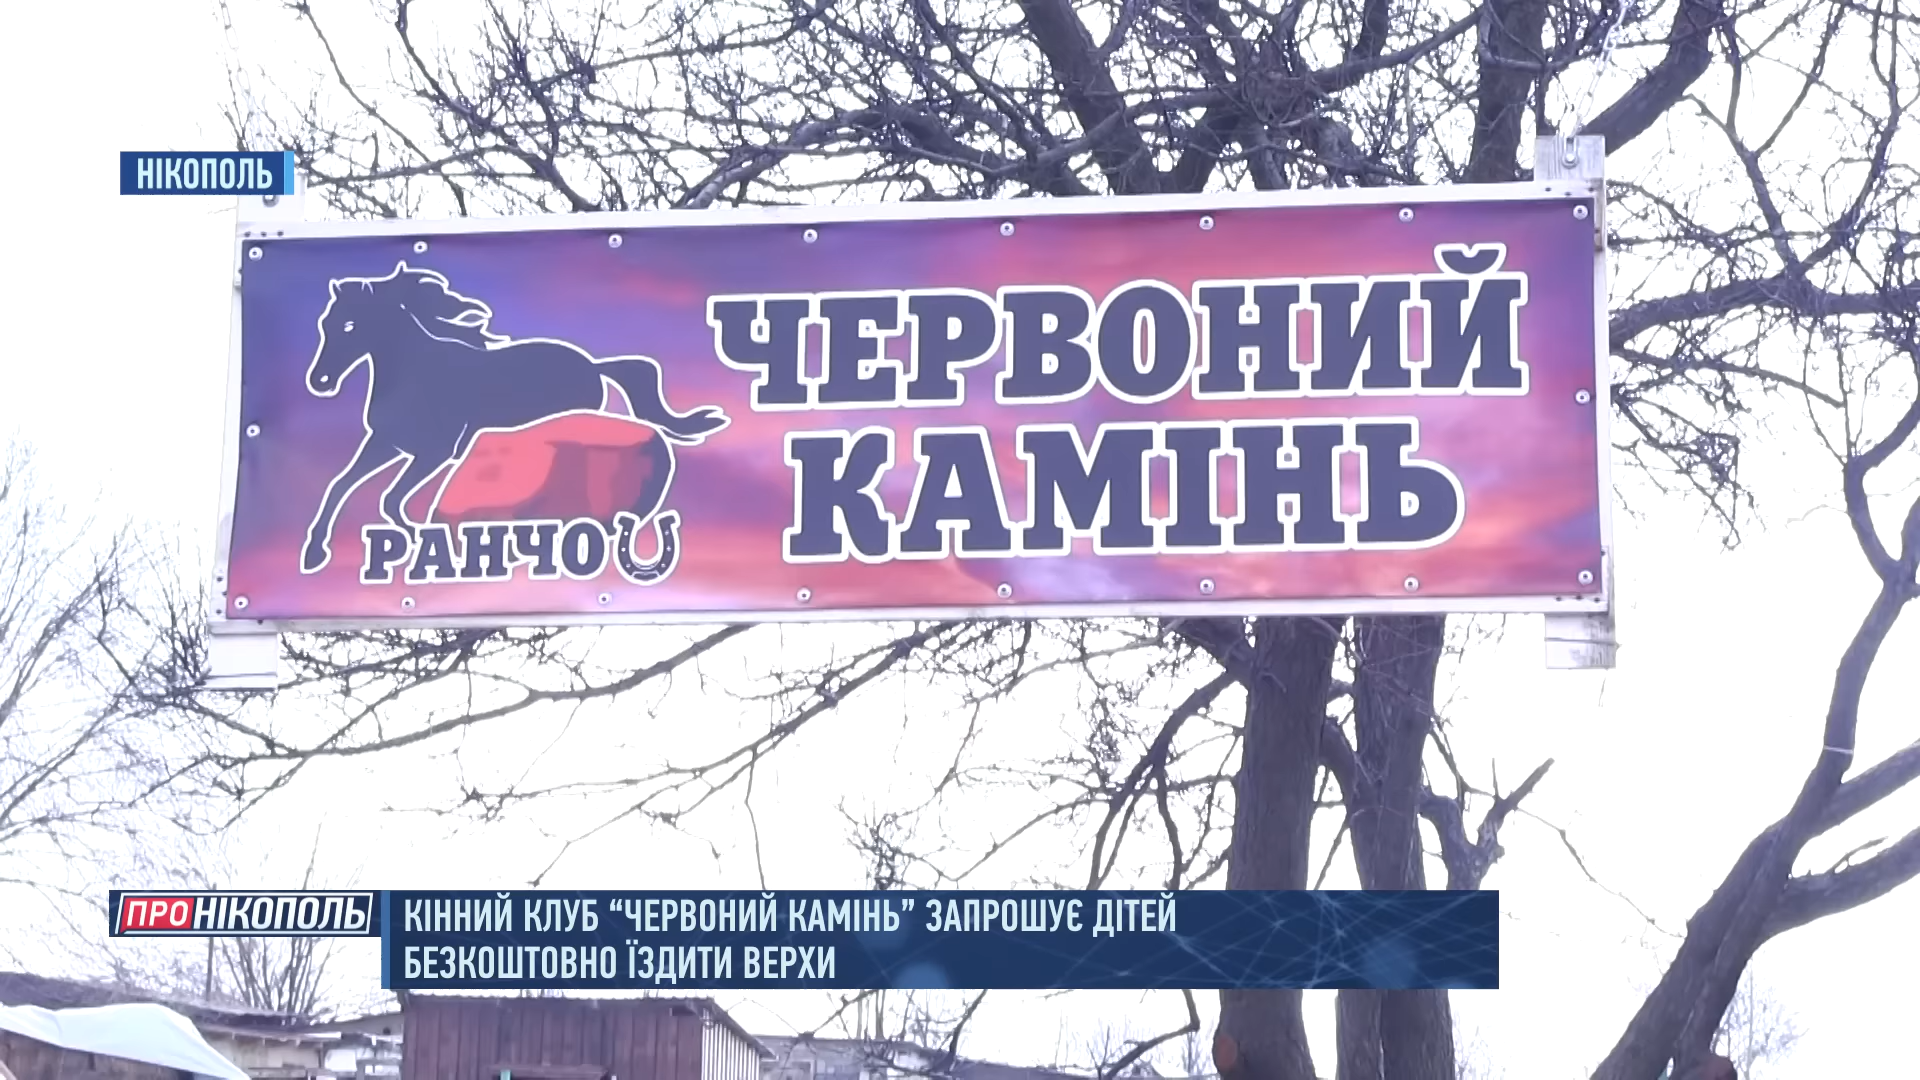 НІКОПОЛЬ
ЧЕРВОНИЙ
КАМІНЬ
РАНЧО
ПРОНІКОПОЛЬ
КІННИЙ КЛУБ “ЧЕРВОНИЙ КАМІНЬ” ЗАПРОШУЄ ДІТЕЙ
БЕЗКОШТОВНО ЇЗДИТИ ВЕРХИ